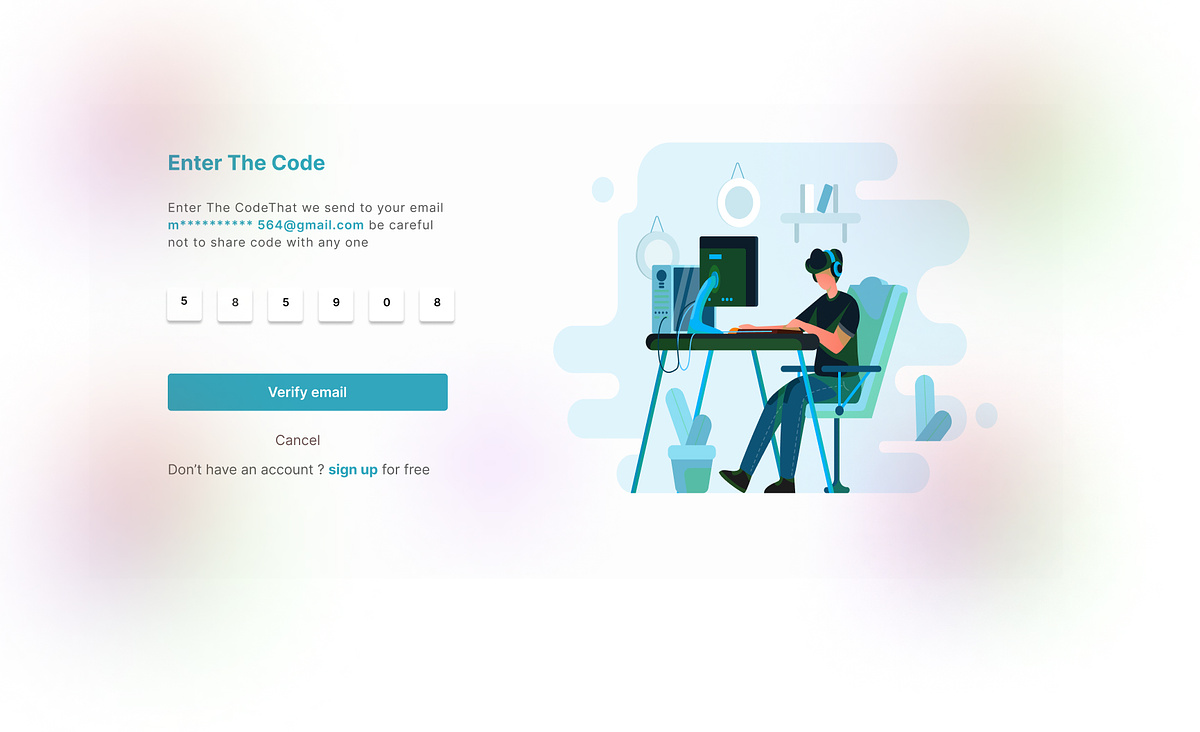 Enter The Code
Enter The CodeThat we send to your email
m********** 564@gmail.com be careful
not to share code with any one
5 8 5 9 0 8
Verify email
Cancel
Don’t have an account ? sign up for free